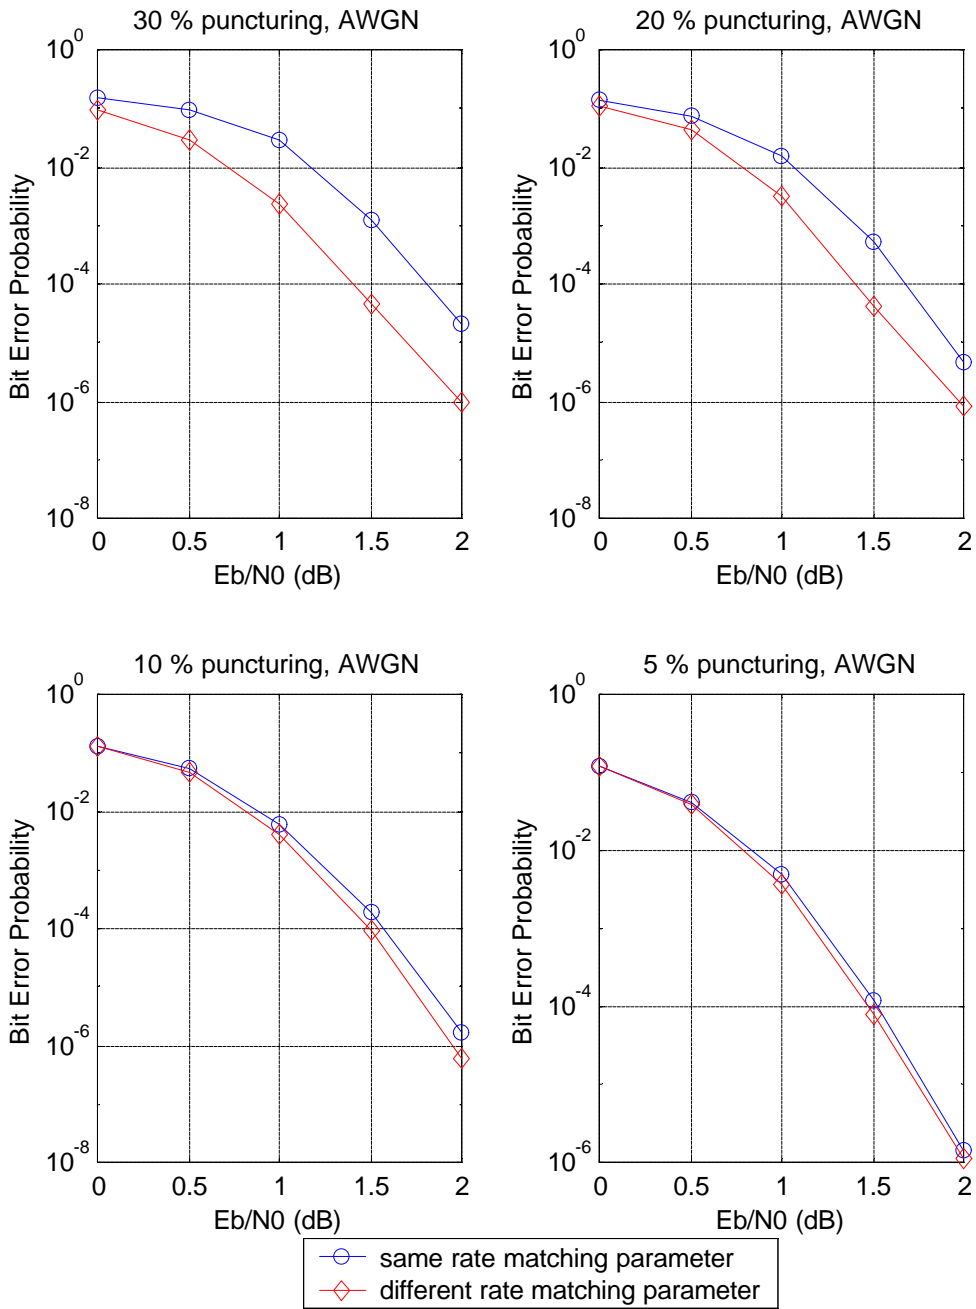 30 % puncturing, AWGN
20 % puncturing, AWGN
10^0
10^-2
10^-4
10^-6
10^-8
Bit Error Probability
0 0.5 1 1.5 2
Eb/N0 (dB)
10^0
10^-2
10^-4
10^-6
10^-8
Bit Error Probability
0 0.5 1 1.5 2
Eb/N0 (dB)
10 % puncturing, AWGN
5 % puncturing, AWGN
10^0
10^-2
10^-4
10^-6
10^-8
Bit Error Probability
0 0.5 1 1.5 2
Eb/N0 (dB)
10^0
10^-2
10^-4
10^-6
Bit Error Probability
0 0.5 1 1.5 2
Eb/N0 (dB)
same rate matching parameter
different rate matching parameter